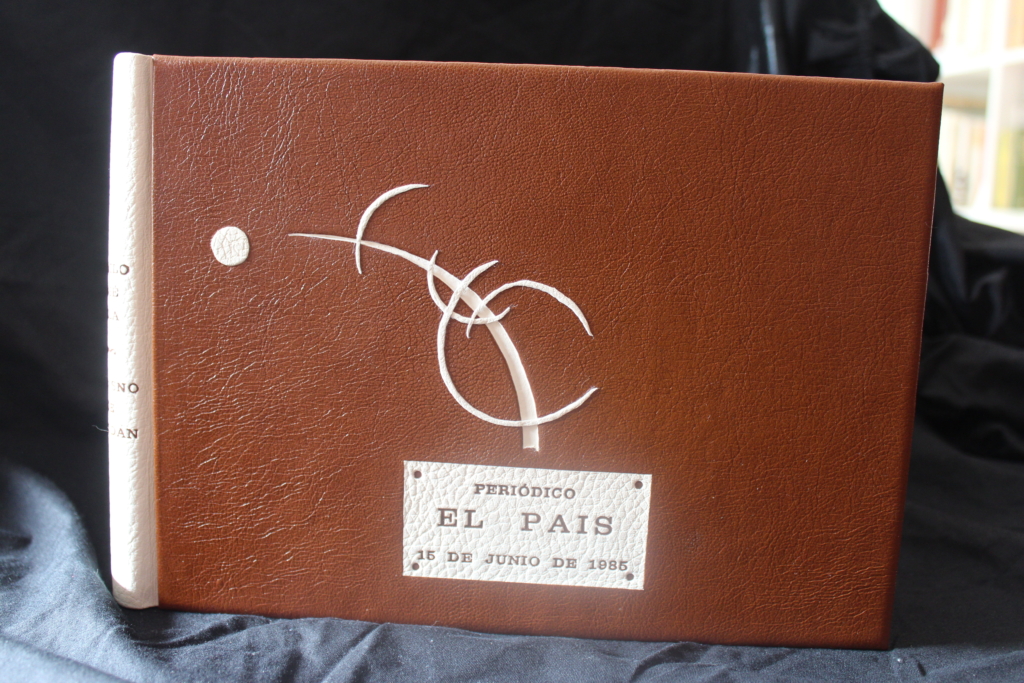 PERIÓDICO
EL PAIS
15 DE JUNIO DE 1985